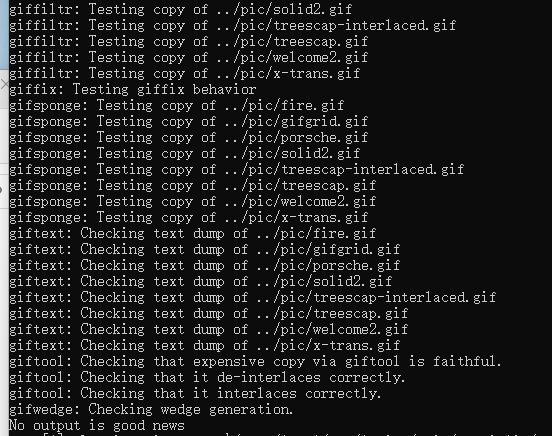 giffiltr: Testing copy of ../pic/solid2.gif
giffiltr: Testing copy of ../pic/treescap-interlaced.gif
giffiltr: Testing copy of ../pic/treescap.gif
giffiltr: Testing copy of ../pic/welcome2.gif
giffiltr: Testing copy of ../pic/x-trans.gif
giffix: Testing giffix behavior
gifsponge: Testing copy of ../pic/fire.gif
gifsponge: Testing copy of ../pic/gifgrid.gif
gifsponge: Testing copy of ../pic/porsche.gif
gifsponge: Testing copy of ../pic/solid2.gif
gifsponge: Testing copy of ../pic/treescap-interlaced.gif
gifsponge: Testing copy of ../pic/treescap.gif
gifsponge: Testing copy of ../pic/welcome2.gif
gifsponge: Testing copy of ../pic/x-trans.gif
giftext: Checking text dump of ../pic/fire.gif
giftext: Checking text dump of ../pic/gifgrid.gif
giftext: Checking text dump of ../pic/porsche.gif
giftext: Checking text dump of ../pic/solid2.gif
giftext: Checking text dump of ../pic/treescap-interlaced.gif
giftext: Checking text dump of ../pic/treescap.gif
giftext: Checking text dump of ../pic/welcome2.gif
giftext: Checking text dump of ../pic/x-trans.gif
giftool: Checking that expensive copy via giftool is faithful.
giftool: Checking that it de-interlaces correctly.
giftool: Checking that it interlaces correctly.
gifwedge: Checking wedge generation.
No output is good news